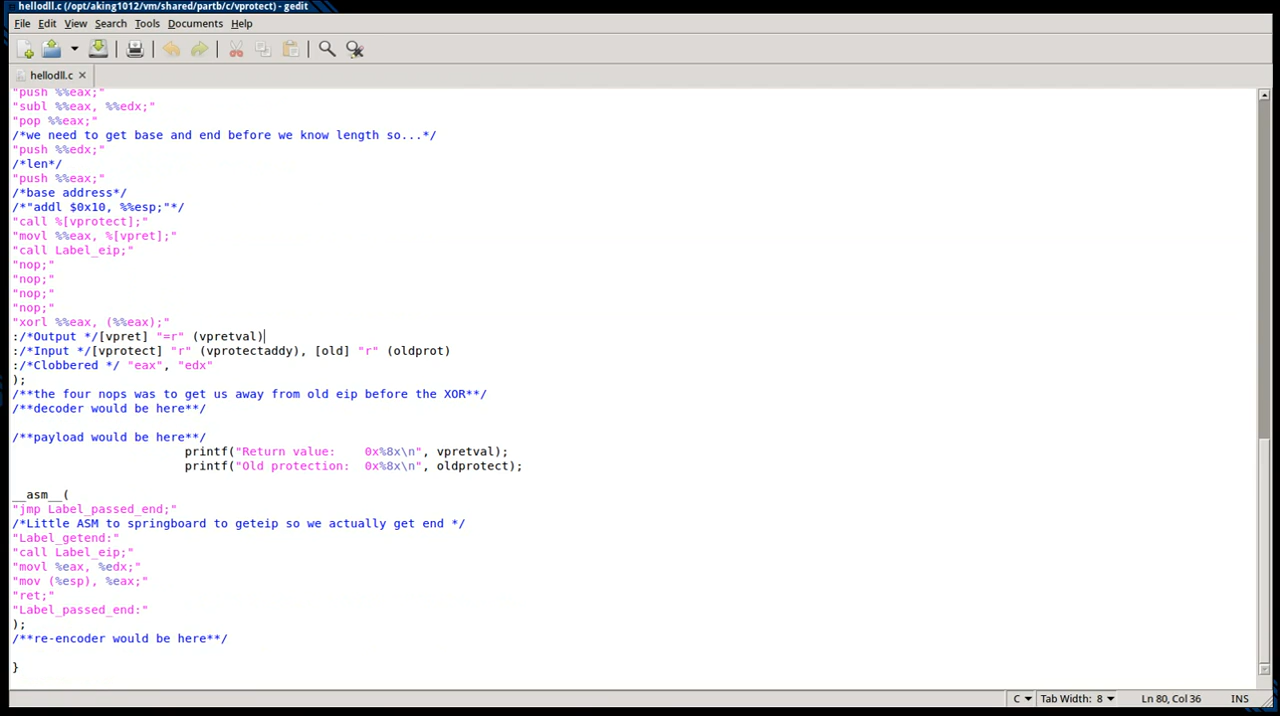 hellodll.c (/opt/aking1012/vm/shared/partb/c/vprotect) - gedit
File Edit View Search Tools Documents Help
hellodll.c
"push %%eax;"
"subl %%eax, %%edx;"
"pop %%eax;"
/*we need to get base and end before we know length so...*/
"push %%edx;"
/*len*/
"push %%eax;"
/*base address*/
/*"addl $0x10, %%esp;"*/
"call %[vprotect];"
"movl %%eax, %[vpret];"
"call Label_eip;"
"nop;"
"nop;"
"nop;"
"nop;"
"xorl %%eax, (%%eax);"
:/*Output */[vpret] "=r" (vpretval)
:/*Input */[vprotect] "r" (vprotectaddy), [old] "r" (oldprot)
:/*Clobbered */ "eax", "edx"
);
/**the four nops was to get us away from old eip before the XOR**/
/**decoder would be here**/
/**payload would be here**/
printf("Return value:    0x%8x\n", vpretval);
printf("Old protection:  0x%8x\n", oldprotect);
__asm__(
"jmp Label_passed_end;"
/*Little ASM to springboard to geteip so we actually get end */
"Label_getend:"
"call Label_eip;"
"movl %eax, %edx;"
"mov (%esp), %eax;"
"ret;"
"Label_passed_end:"
);
/**re-encoder would be here**/
}
C Tab Width: 8 Ln 80, Col 36 INS